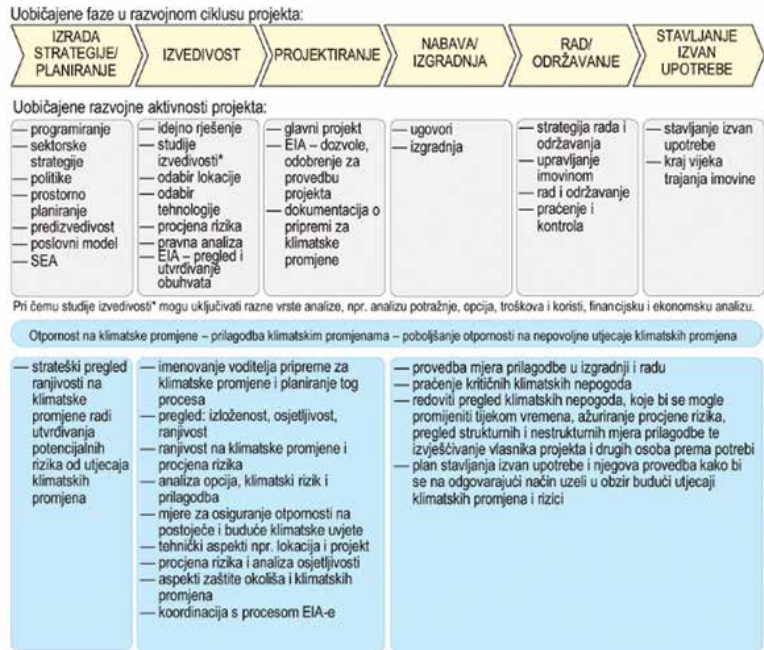 Uobičajene faze u razvojnom ciklusu projekta:
IZRADA
STRATEGIJE/
PLANIRANJE
IZVEDIVOST
PROJEKTIRANJE
NABAVA/
IZGRADNJA
RAD/
ODRŽAVANJE
STAVLJANJE
IZVAN
UPOTREBE
Uobičajene razvojne aktivnosti projekta:
— programiranje
— sektorske
strategije
— politike
— prostorno
planiranje
— predizvedivost
— poslovni model
— SEA
— idejno rješenje
— studije
izvedivosti*
— odabir lokacije
— odabir
tehnologije
— procjena rizika
— pravna analiza
— EIA – pregled i
utvrđivanje
obuhvata
— glavni projekt
— EIA – dozvole,
odobrenje za
provedbu
projekta
— dokumentacija o
pripremi za
klimatske
promjene
— ugovori
— izgradnja
— strategija rada i
održavanja
— upravljanje
imovinom
— rad i održavanje
— praćenje i
kontrola
— stavljanje izvan
upotrebe
— kraj vijeka
trajanja imovine
Pri čemu studije izvedivosti* mogu uključivati razne vrste analize, npr. analizu potražnje, opcija, troškova i koristi, financijsku i ekonomsku analizu.
Otpornost na klimatske promjene – prilagodba klimatskim promjenama – poboljšanje otpornosti na nepovoljne utjecaje klimatskih promjena
— strateški pregled
ranjivosti na
klimatske
promjene radi
utvrđivanja
potencijalnih
rizika od utjecaja
klimatskih
promjena
— imenovanje voditelja pripreme za
klimatske promjene i planiranje tog
procesa
— pregled: izloženost, osjetljivost,
ranjivost
— ranjivost na klimatske promjene i
procjena rizika
— analiza opcija, klimatski rizik i
prilagodba
— mjere za osiguranje otpornosti na
postojeće i buduće klimatske uvjete
— tehnički aspekti npr. lokacija i projekt
— procjena rizika i analiza osjetljivosti
— aspekti zaštite okoliša i klimatskih
promjena
— koordinacija s procesom EIA-e
— provedba mjera prilagodbe u izgradnji i radu
— praćenje kritičnih klimatskih nepogoda
— redoviti pregled klimatskih nepogoda, koje bi se mogle
promijeniti tijekom vremena, ažuriranje procjene rizika,
pregled strukturnih i nestrukturnih mjera prilagodbe te
izvješćivanje vlasnika projekta i drugih osoba prema potrebi
— plan stavljanja izvan upotrebe i njegova provedba kako bi
se na odgovarajući način uzeli u obzir budući utjecaji
klimatskih promjena i rizici